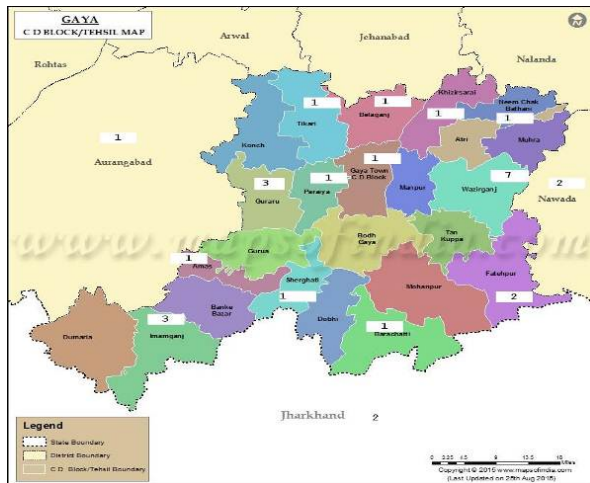 GAYA
C D BLOCK/TEHSIL MAP
Arwal
Jehanabad
Nalanda
Rohtas
Khizksarai
Neem Chak
Bathani
1
1
1
1
Tikari
Belaganj
Atri
Muhra
1
Konch
Aurangabad
1
Gaya Town
C D Block
3
1
Manpur
7
2
Guraru
Paraiya
Wazirganj
Nawada
www.mapsofindia.com
Bodh
Gaya
Tan
Kuppa
Gurua
1
Amas
Sherghati
Fatehpur
Mohanpur
1
2
Banke
Bazar
Dobhi
3
1
Dumaria
Imamganj
Barachatti
Jharkhand
2
Legend
State Boundary
District Boundary
C D Block/Tehsil Boundary
Copyright © 2015 www.mapsofindia.com
(Last Updated on 25th Aug 2015)